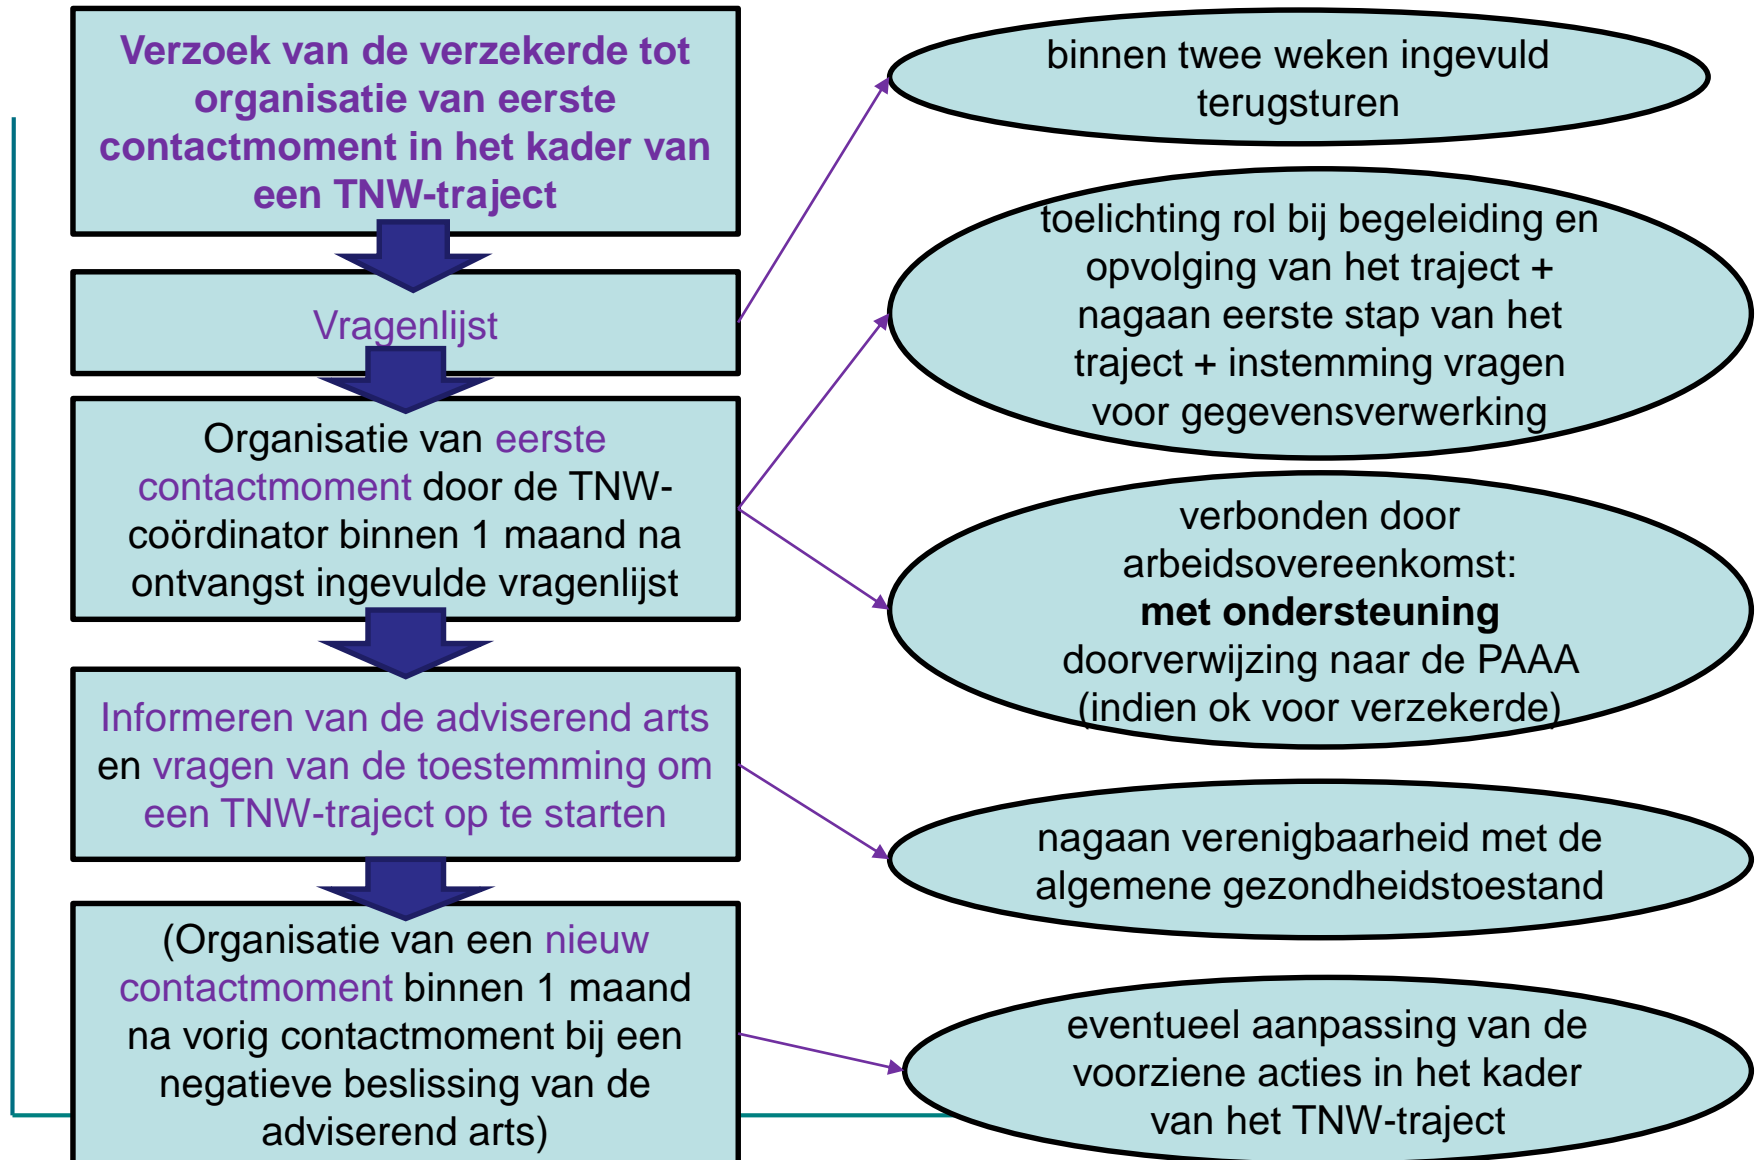 Verzoek van de verzekerde tot
organisatie van eerste
contactmoment in het kader van
een TNW-traject
binnen twee weken ingevuld
terugsturen
Vragenlijst
toelichting rol bij begeleiding en
opvolging van het traject +
nagaan eerste stap van het
traject + instemming vragen
voor gegevensverwerking
Organisatie van eerste
contactmoment door de TNW-
coördinator binnen 1 maand na
ontvangst ingevulde vragenlijst
verbonden door
arbeidsovereenkomst:
met ondersteuning
doorverwijzing naar de PAAA
(indien ok voor verzekerde)
Informeren van de adviserend arts
en vragen van de toestemming om
een TNW-traject op te starten
nagaan verenigbaarheid met de
algemene gezondheidstoestand
(Organisatie van een nieuw
contactmoment binnen 1 maand
na vorig contactmoment bij een
negatieve beslissing van de
adviserend arts)
eventueel aanpassing van de
voorziene acties in het kader
van het TNW-traject